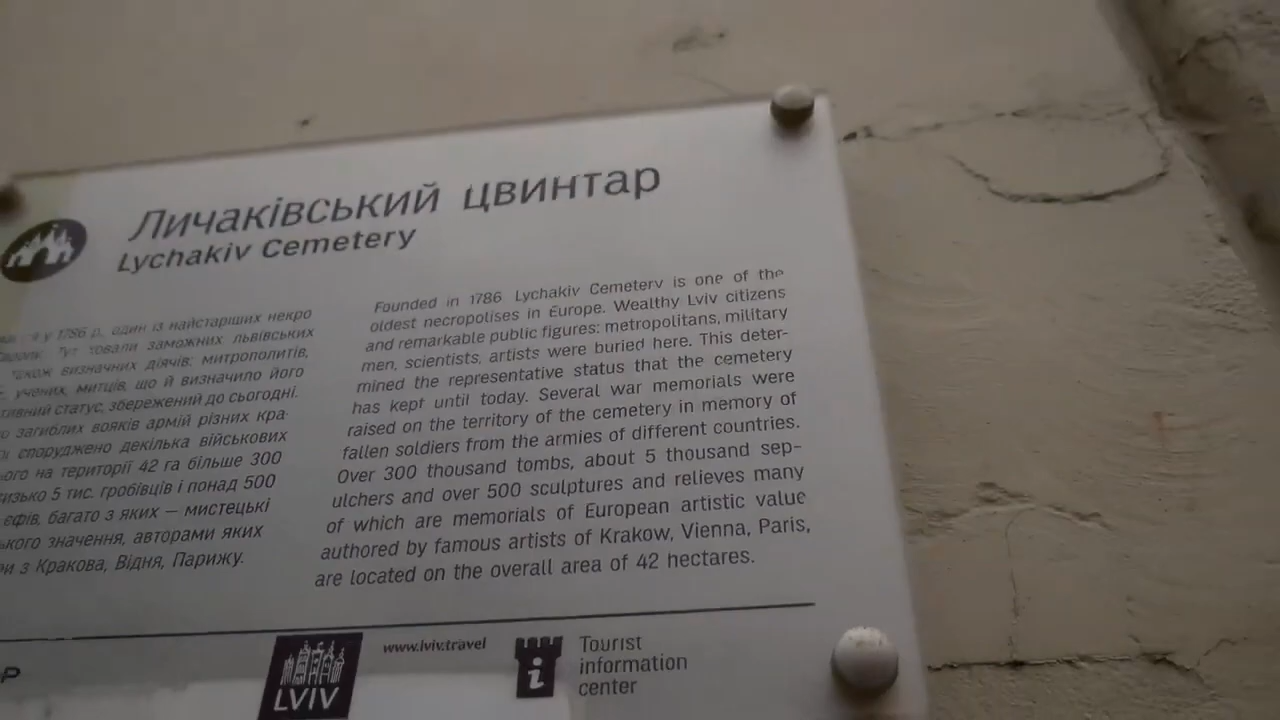 Личаківський цвинтар
Lychakiv Cemetery
у 1786 р., один із найстаріших некро
Тут заможних львівських
визначних діячів: митрополитів,
учених, митців, що й визначило його
статус, збережений до сьогодні.
загиблих вояків армій різних кра-
споруджено декілька військових
на території 42 га більше 300
5 тис. гробівців і понад 500
багато з яких — мистецькі
значення, авторами яких
з Кракова, Відня, Парижу.
Founded in 1786 Lychakiv Cemetery is one of the
oldest necropolises in Europe. Wealthy Lviv citizens
and remarkable public figures: metropolitans, military
men, scientists, artists were buried here. This deter-
mined the representative status that the cemetery
has kept until today. Several war memorials were
raised on the territory of the cemetery in memory of
fallen soldiers from the armies of different countries.
Over 300 thousand tombs, about 5 thousand sep-
ulchers and over 500 sculptures and relieves many
of which are memorials of European artistic value
authored by famous artists of Krakow, Vienna, Paris,
are located on the overall area of 42 hectares.
LVIV
www.lviv.travel
i
Tourist
information
center